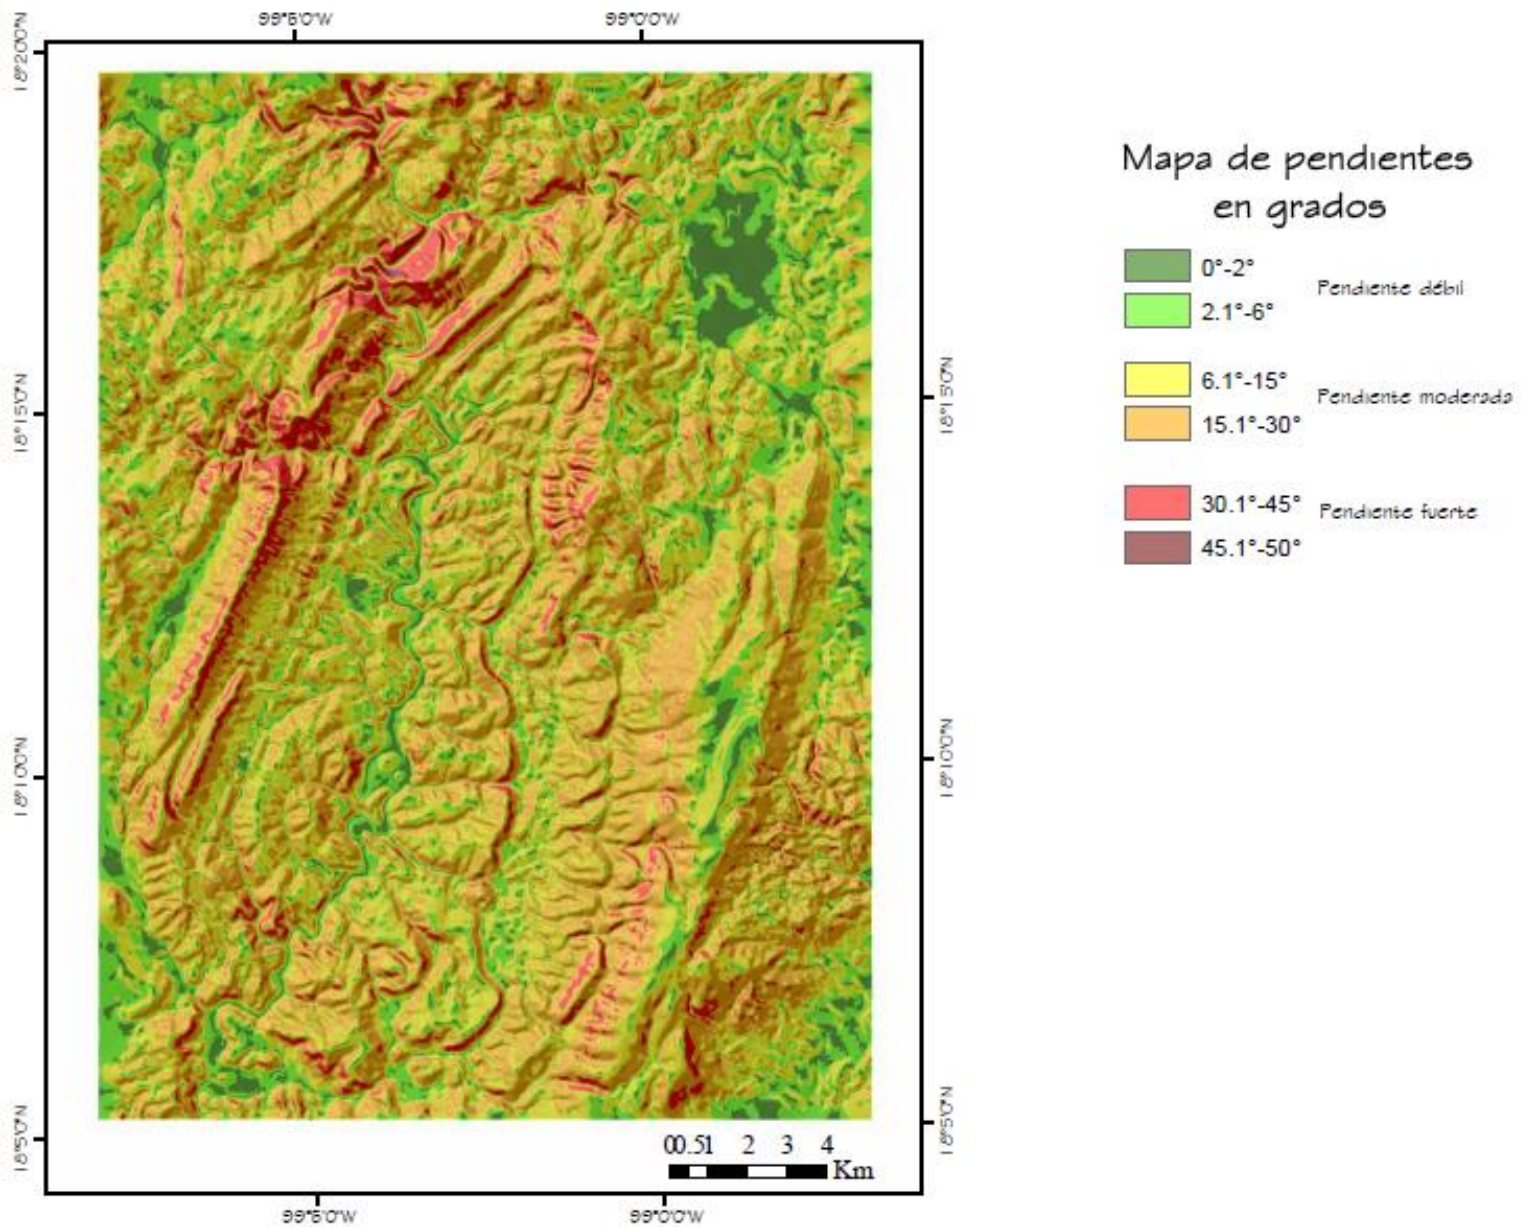 99°5'0"W 99°0'0"W
18°20'0"N
18°15'0"N
18°10'0"N
18°5'0"N
18°15'0"N
18°10'0"N
18°5'0"N
00.51 2 3 4
Km
99°5'0"W 99°0'0"W
Mapa de pendientes
en grados
0°-2°
Pendiente débil
2.1°-6°
6.1°-15°
Pendiente moderada
15.1°-30°
30.1°-45°
Pendiente fuerte
45.1°-50°